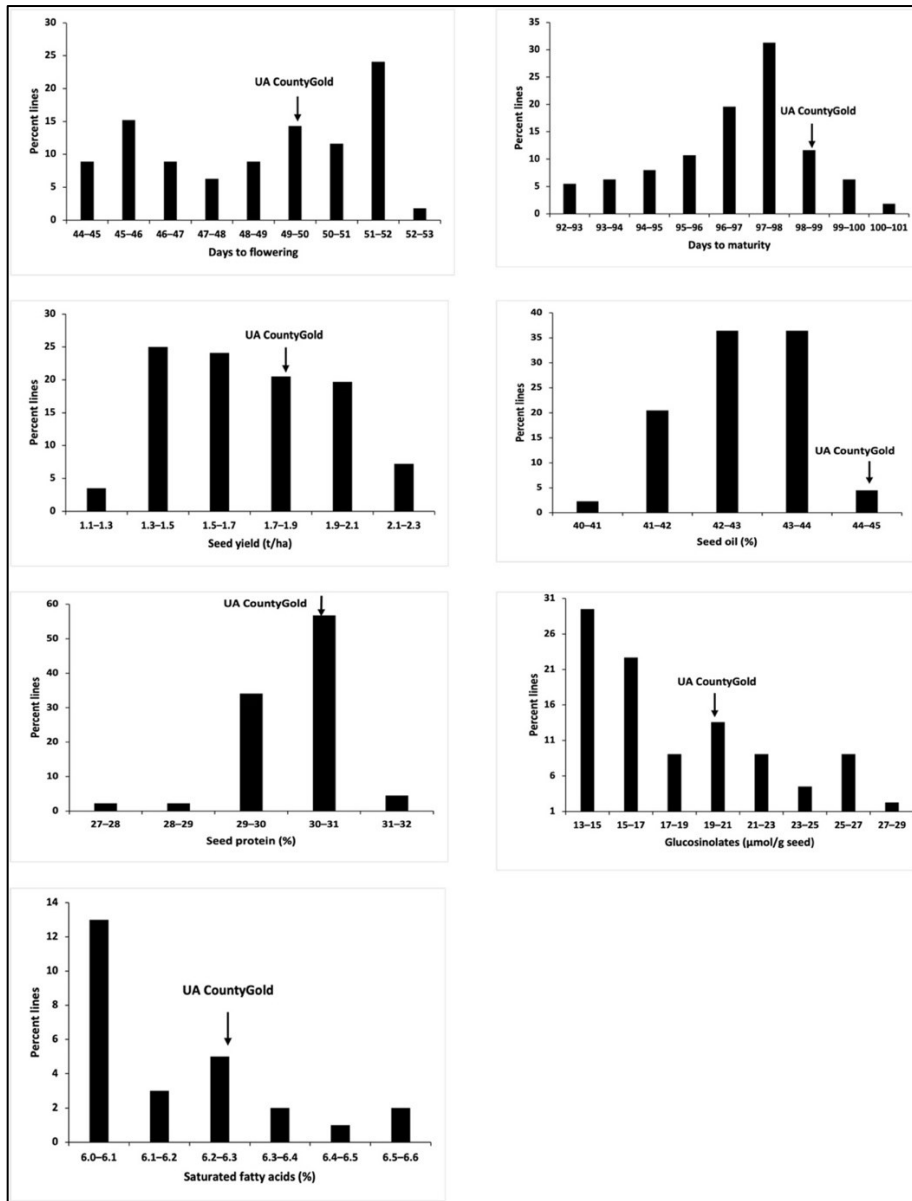 30
25
20
15
10
5
0
Percent lines
UA CountyGold
44–45 45–46 46–47 47–48 48–49 49–50 50–51 51–52 52–53
Days to flowering
35
30
25
20
15
10
5
0
Percent lines
UA CountyGold
92–93 93–94 94–95 95–96 96–97 97–98 98–99 99–100 100–101
Days to maturity
30
25
20
15
10
5
0
Percent lines
UA CountyGold
1.1–1.3 1.3–1.5 1.5–1.7 1.7–1.9 1.9–2.1 2.1–2.3
Seed yield (t/ha)
40
35
30
25
20
15
10
5
0
Percent lines
UA CountyGold
40–41 41–42 42–43 43–44 44–45
Seed oil (%)
60
50
40
30
20
10
0
Percent lines
UA CountyGold
27–28 28–29 29–30 30–31 31–32
Seed protein (%)
31
26
21
16
11
6
1
Percent lines
UA CountyGold
13–15 15–17 17–19 19–21 21–23 23–25 25–27 27–29
Glucosinolates (µmol/g seed)
14
12
10
8
6
4
2
0
Percent lines
UA CountyGold
6.0–6.1 6.1–6.2 6.2–6.3 6.3–6.4 6.4–6.5 6.5–6.6
Saturated fatty acids (%)